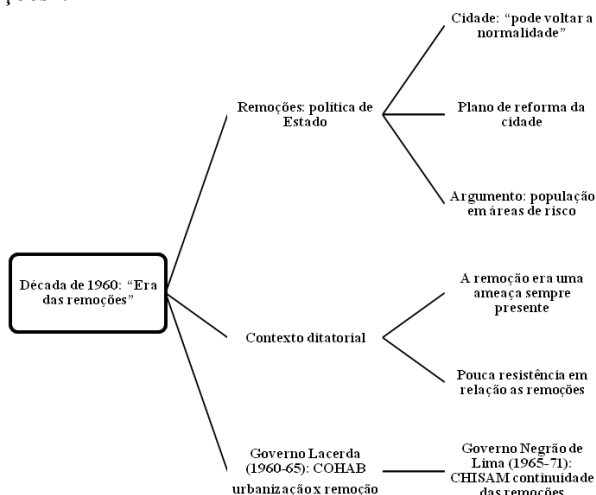 Cidade: “pode voltar a
normalidade”
Remoções: política de
Estado
Plano de reforma da
cidade
Argumento: população
em áreas de risco
Década de 1960: “Era
das remoções”
A remoção era uma
ameaça sempre
presente
Contexto ditatorial
Pouca resistência em
relação as remoções
Governo Lacerda
(1960-65): COHAB
urbanização x remoção
Governo Negrão de
Lima (1965-71):
CHISAM continuidade
das remoções